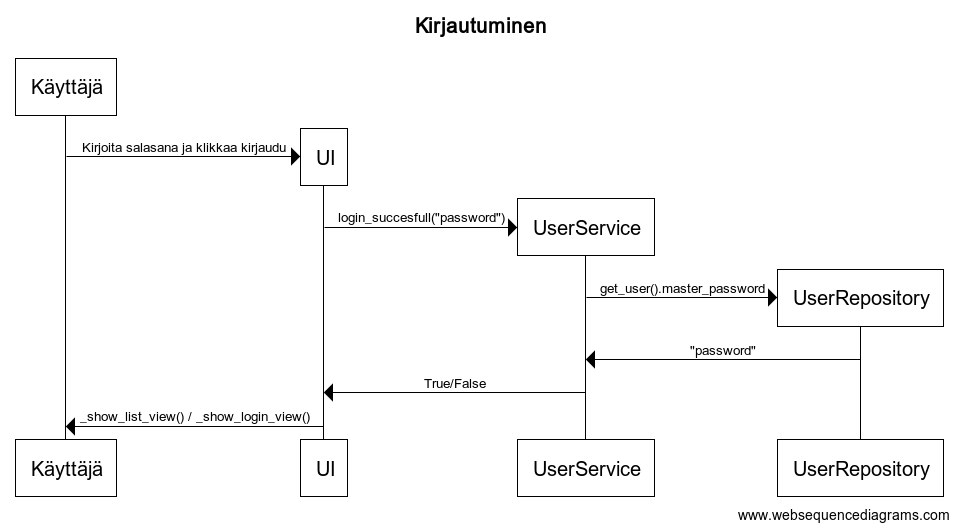 Kirjautuminen
Käyttäjä
Kirjoita salasana ja klikkaa kirjaudu
UI
login_succesfull("password")
UserService
get_user().master_password
UserRepository
"password"
True/False
_show_list_view() / _show_login_view()
Käyttäjä
UI
UserService
UserRepository
www.websequencediagrams.com